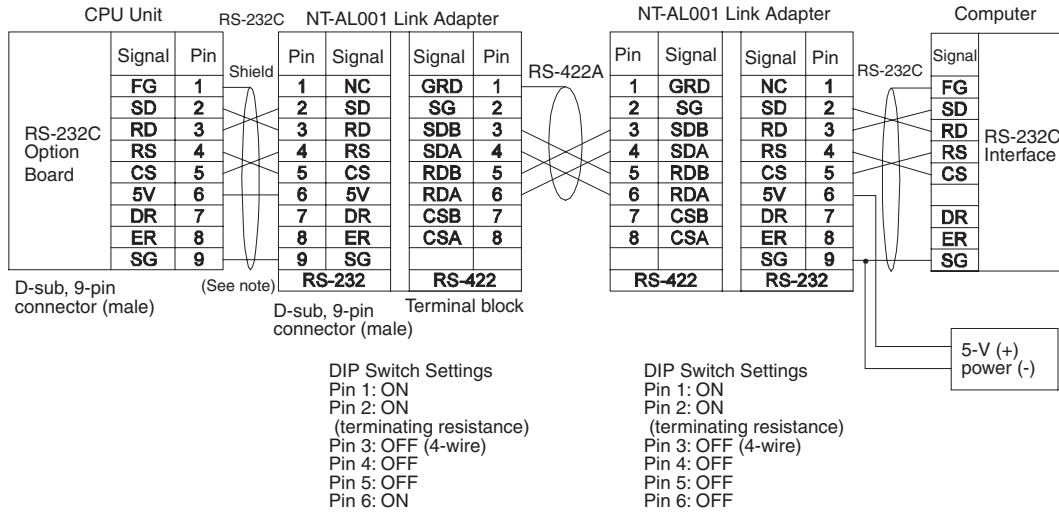 CPU Unit RS-232C NT-AL001 Link Adapter NT-AL001 Link Adapter Computer
Signal Pin Pin Signal Signal Pin Pin Signal Signal Pin Signal
Shield RS-422A RS-232C
FG 1 1 NC GRD 1 1 GRD NC 1 FG
SD 2 2 SD SG 2 2 SG SD 2 SD
RD 3 3 RD SDB 3 3 SDB RD 3 RD
RS 4 4 RS SDA 4 4 SDA RS 4 RS
CS 5 5 CS RDB 5 5 RDB CS 5 CS
5V 6 6 5V RDA 6 6 RDA 5V 6
DR 7 7 DR CSB 7 7 CSB DR 7 DR
ER 8 8 ER CSA 8 8 CSA ER 8 ER
SG 9 9 SG SG 9 SG
RS-232C
Option
Board
RS-232C
Interface
RS-232 RS-422 RS-422 RS-232
D-sub, 9-pin
connector (male)
(See note)
D-sub, 9-pin
connector (male)
Terminal block
5-V (+)
power (-)
DIP Switch Settings
Pin 1: ON
Pin 2: ON
(terminating resistance)
Pin 3: OFF (4-wire)
Pin 4: OFF
Pin 5: OFF
Pin 6: ON
DIP Switch Settings
Pin 1: ON
Pin 2: ON
(terminating resistance)
Pin 3: OFF (4-wire)
Pin 4: OFF
Pin 5: OFF
Pin 6: OFF